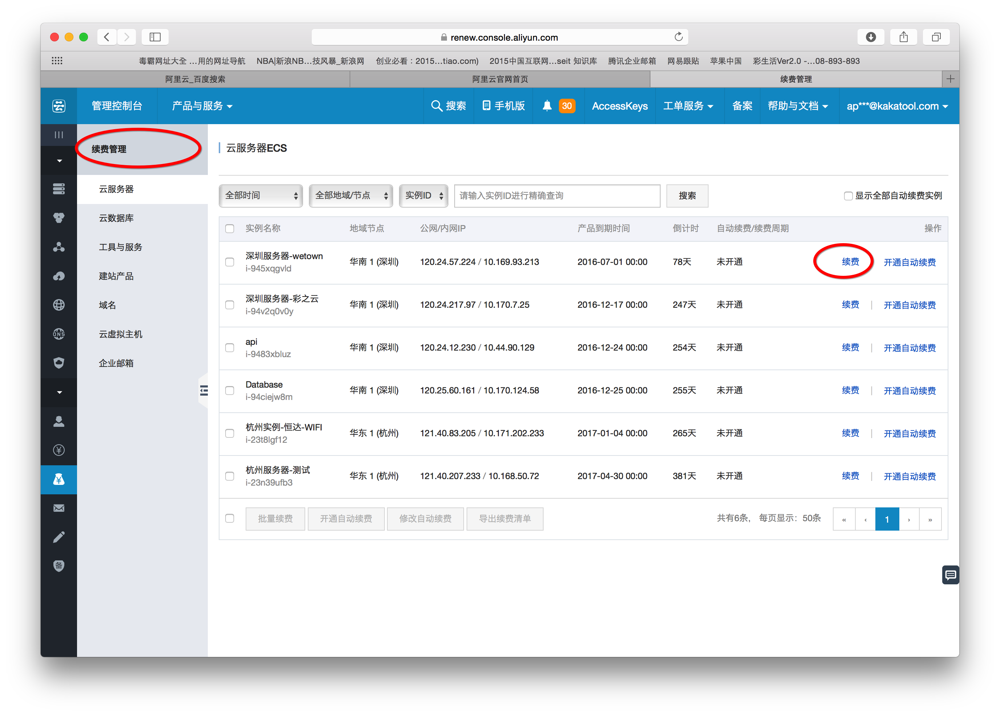 renew.console.aliyun.com
毒霸网址大全 ...用的网址导航 NBA|新浪NB...技风暴_新浪网 创业必看：2015...tiao.com) 2015中国互联网...seit 知识库 腾讯企业邮箱 网易跟贴 苹果中国 彩生活Ver2.0 -...08-893-893
阿里云_百度搜索 阿里云官网首页 续费管理
管理控制台 产品与服务 搜索 手机版 30 AccessKeys 工单服务 备案 帮助与文档 ap***@kakatool.com
续费管理
云服务器
云数据库
工具与服务
建站产品
域名
云虚拟主机
企业邮箱
DNS
备
云服务器ECS
全部时间 全部地域/节点 实例ID 请输入实例ID进行精确查询 搜索 显示全部自动续费实例
实例名称 地域节点 公网/内网IP 产品到期时间 倒计时 自动续费/续费周期 操作
深圳服务器-wetown
i-945xqgvld
华南 1 (深圳) 120.24.57.224 / 10.169.93.213 2016-07-01 00:00 78天 未开通 续费 开通自动续费
深圳服务器-彩之云
i-94v2q0v0y
华南 1 (深圳) 120.24.217.97 / 10.170.7.25 2016-12-17 00:00 247天 未开通 续费 | 开通自动续费
api
i-9483xbluz
华南 1 (深圳) 120.24.12.230 / 10.44.90.129 2016-12-24 00:00 254天 未开通 续费 | 开通自动续费
Database
i-94ciejw8m
华南 1 (深圳) 120.25.60.161 / 10.170.124.58 2016-12-25 00:00 255天 未开通 续费 | 开通自动续费
杭州实例-恒达-WIFI
i-23t8lgf12
华东 1 (杭州) 121.40.83.205 / 10.171.202.233 2017-01-04 00:00 265天 未开通 续费 | 开通自动续费
杭州服务器-测试
i-23n39ufb3
华东 1 (杭州) 121.40.207.233 / 10.168.50.72 2017-04-30 00:00 381天 未开通 续费 | 开通自动续费
批量续费 开通自动续费 修改自动续费 导出续费清单 共有6条， 每页显示：50条 « ‹ 1 › »